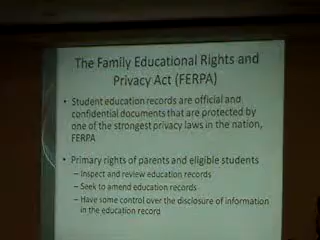 The Family Educational Rights and
Privacy Act (FERPA)
• Student education records are official and
confidential documents that are protected by
one of the strongest privacy laws in the nation,
FERPA
• Primary rights of parents and eligible students
– Inspect and review education records
– Seek to amend education records
– Have some control over the disclosure of information
in the education record